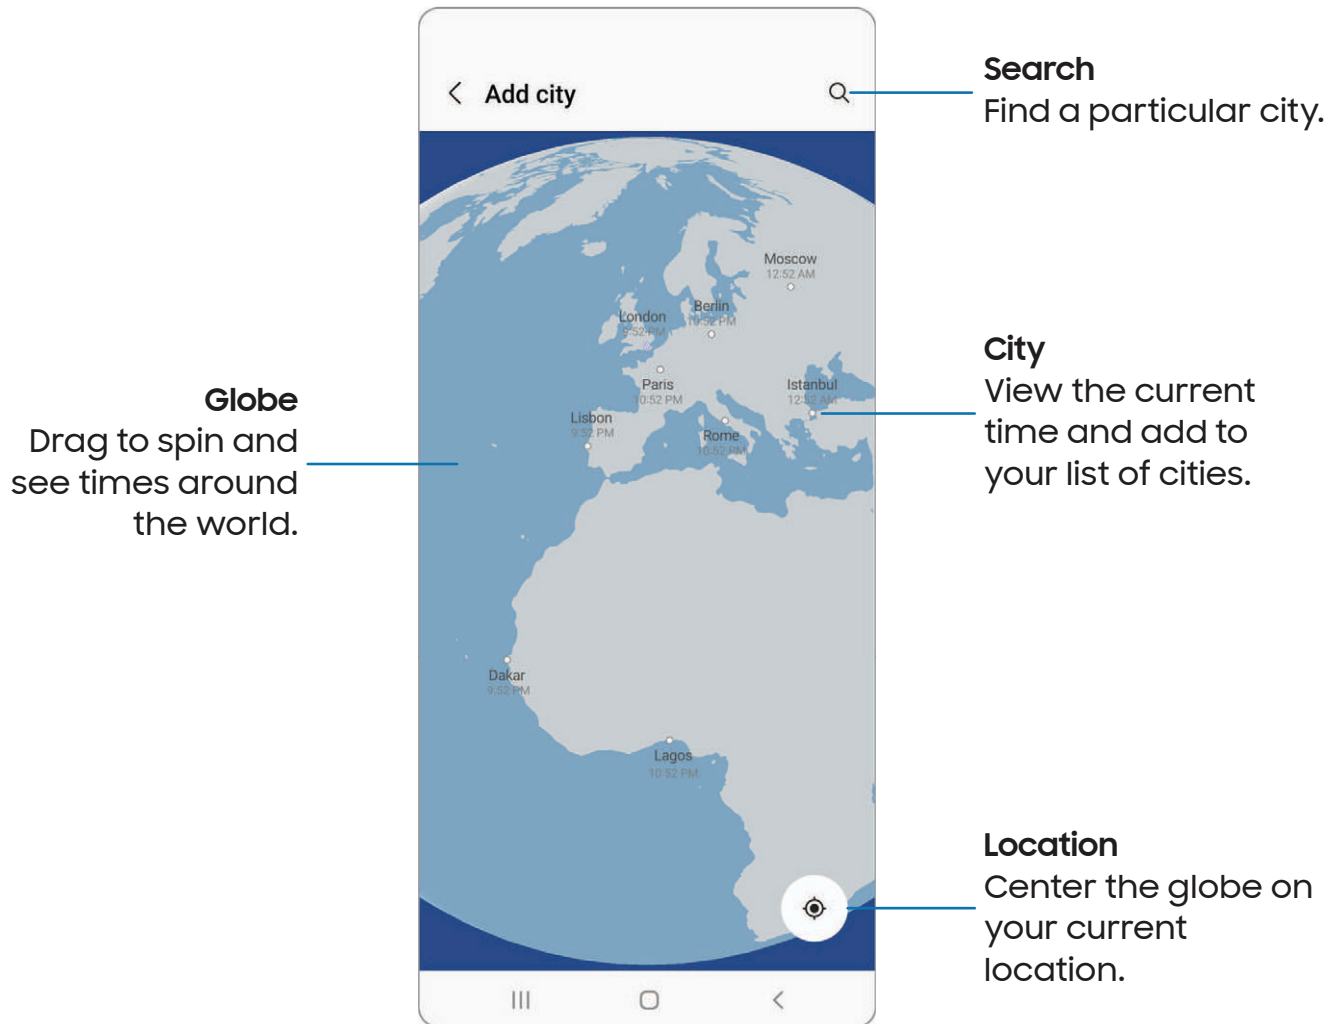 Add city
Search
Find a particular city.
Moscow
12:52 AM
Berlin
10:52 PM
London
9:52 PM
Paris
10:52 PM
Istanbul
12:52 AM
Lisbon
9:52 PM
Rome
10:52 PM
City
View the current
time and add to
your list of cities.
Globe
Drag to spin and
see times around
the world.
Dakar
9:52 PM
Lagos
10:52 PM
Location
Center the globe on
your current
location.